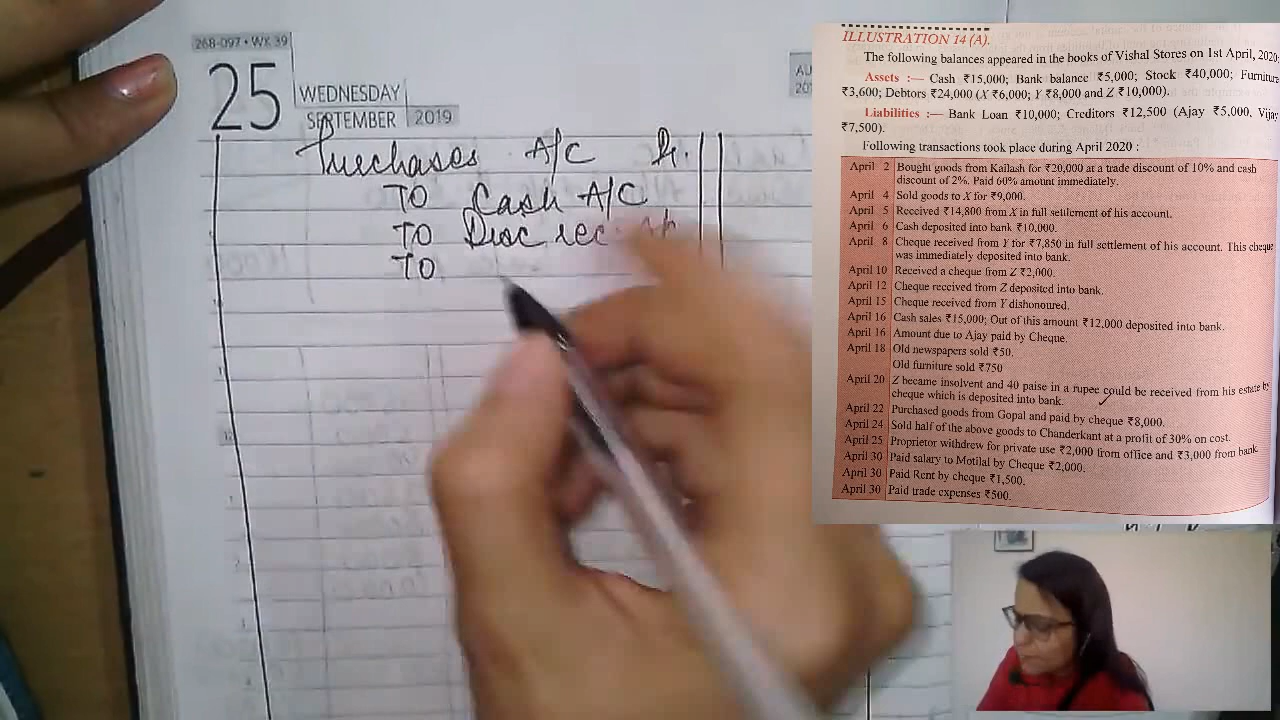 268-097 • WK 39
25
WEDNESDAY
SEPTEMBER 2019
Purchases A/C Dr.
TO Cash A/C
TO Disc rec.
TO
AU
201
ILLUSTRATION 14 (A).
The following balances appeared in the books of Vishal Stores on 1st April, 2020
Assets :— Cash ₹15,000; Bank balance ₹5,000; Stock ₹40,000; Furniture
₹3,600; Debtors ₹24,000 (X ₹6,000; Y ₹8,000 and Z ₹10,000).
Liabilities :— Bank Loan ₹10,000; Creditors ₹12,500 (Ajay ₹5,000, Vijay
₹7,500).
Following transactions took place during April 2020 :
April 2 Bought goods from Kailash for ₹20,000 at a trade discount of 10% and cash
discount of 2%. Paid 60% amount immediately.
April 4 Sold goods to X for ₹9,000.
April 5 Received ₹14,800 from X in full settlement of his account.
April 6 Cash deposited into bank ₹10,000.
April 8 Cheque received from Y for ₹7,850 in full settlement of his account. This cheque
was immediately deposited into bank.
April 10 Received a cheque from Z ₹2,000.
April 12 Cheque received from Z deposited into bank.
April 15 Cheque received from Y dishonoured.
April 16 Cash sales ₹15,000; Out of this amount ₹12,000 deposited into bank.
April 16 Amount due to Ajay paid by Cheque.
April 18 Old newspapers sold ₹50.
Old furniture sold ₹750
April 20 Z became insolvent and 40 paise in a rupee could be received from his estate by
cheque which is deposited into bank.
April 22 Purchased goods from Gopal and paid by cheque ₹8,000.
April 24 Sold half of the above goods to Chanderkant at a profit of 30% on cost.
April 25 Proprietor withdrew for private use ₹2,000 from office and ₹3,000 from bank
April 30 Paid salary to Motilal by Cheque ₹2,000.
April 30 Paid Rent by cheque ₹1,500.
April 30 Paid trade expenses ₹500.